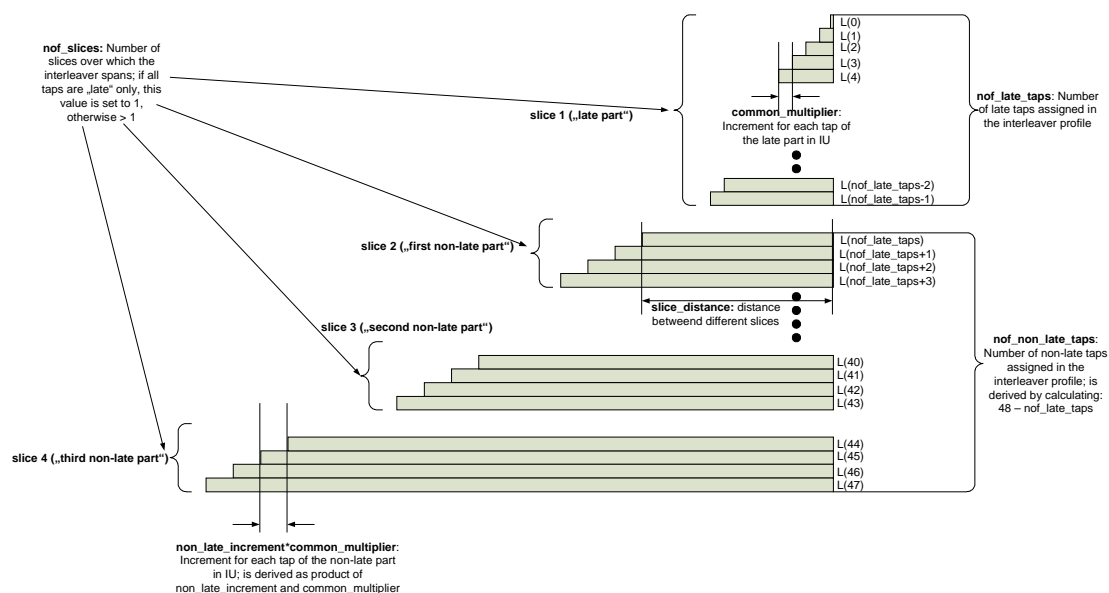 nof_slices: Number of
slices over which the
interleaver spans; if all
taps are „late“ only, this
value is set to 1,
otherwise > 1
slice 1 („late part“)
L(0)
L(1)
L(2)
L(3)
L(4)
common_multiplier:
Increment for each tap of
the late part in IU
L(nof_late_taps-2)
L(nof_late_taps-1)
nof_late_taps: Number
of late taps assigned in
the interleaver profile
slice 2 („first non-late part“)
L(nof_late_taps)
L(nof_late_taps+1)
L(nof_late_taps+2)
L(nof_late_taps+3)
slice_distance: distance
betweend different slices
slice 3 („second non-late part“)
L(40)
L(41)
L(42)
L(43)
nof_non_late_taps:
Number of non-late taps
assigned in the
interleaver profile; is
derived by calculating:
48 – nof_late_taps
slice 4 („third non-late part“)
L(44)
L(45)
L(46)
L(47)
non_late_increment*common_multiplier:
Increment for each tap of the non-late part
in IU; is derived as product of
non_late_increment and common_multiplier